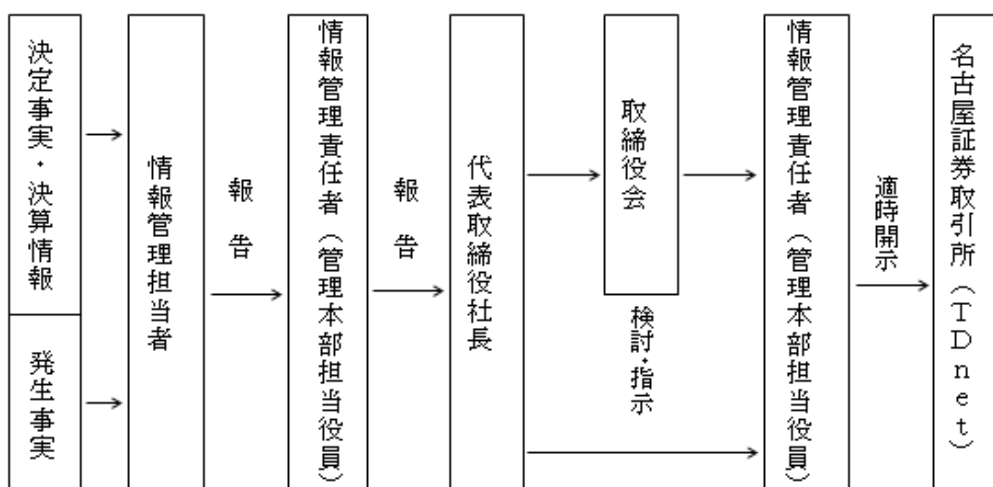 決定事実・決算情報
発生事実
情報管理担当者
報告
情報管理責任者（管理本部担当役員）
報告
代表取締役社長
取締役会
検討・指示
情報管理責任者（管理本部担当役員）
適時開示
名古屋証券取引所（TDnet）